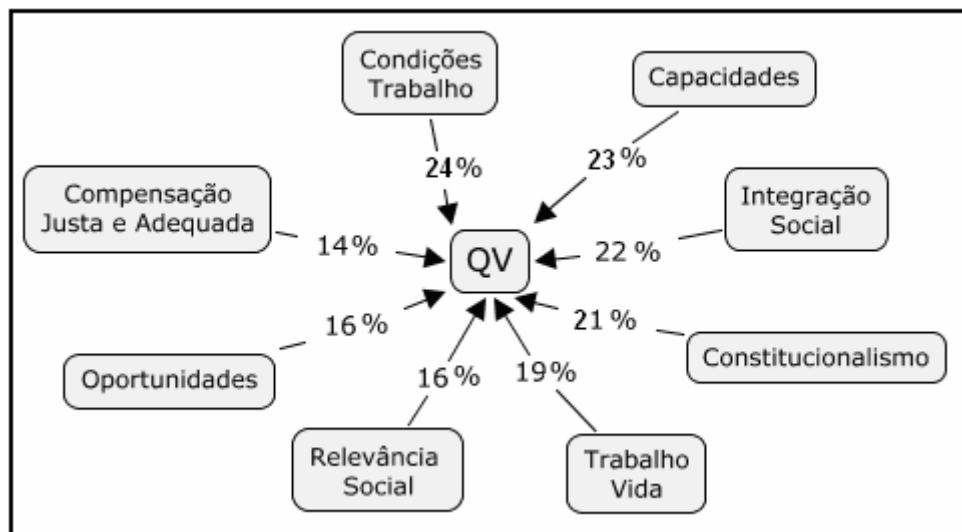 Condições
Trabalho
Capacidades
24%
23%
Compensação
Justa e Adequada
Integração
Social
14%
QV
22%
16%
21%
Oportunidades
Constitucionalismo
16%
19%
Relevância
Social
Trabalho
Vida